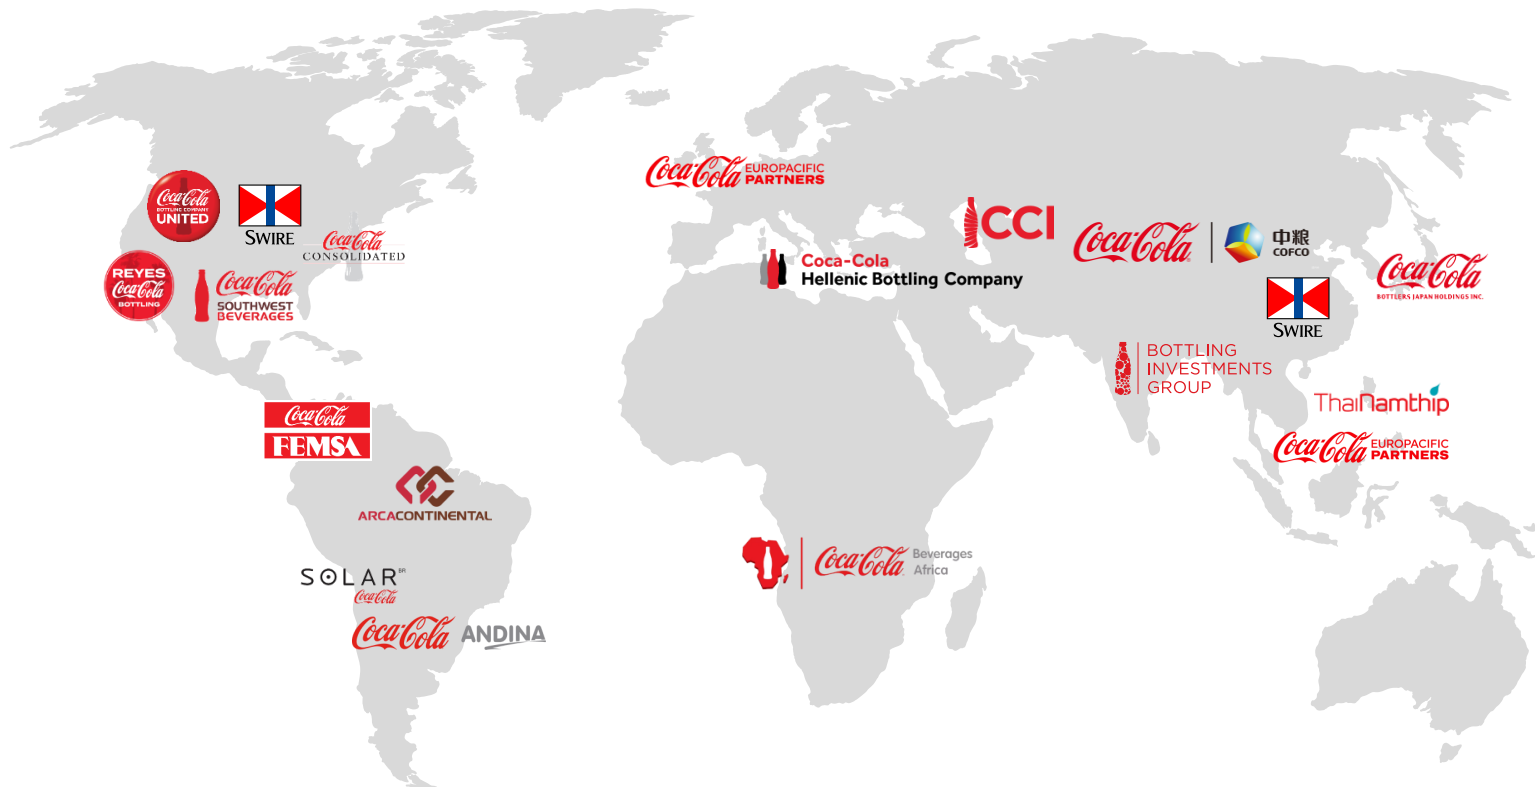 Coca-Cola
BOTTLING COMPANY
UNITED
SWIRE
Coca-Cola
CONSOLIDATED
REYES
Coca-Cola
BOTTLING
Coca-Cola
SOUTHWEST
BEVERAGES
Coca-Cola
FEMSA
ARCACONTINENTAL
SOLAR BR
Coca-Cola
Coca-Cola ANDINA
Coca-Cola EUROPACIFIC
PARTNERS
Coca-Cola
Hellenic Bottling Company
CCI
Coca-Cola 中粮
COFCO
SWIRE
Coca-Cola
BOTTLERS JAPAN HOLDINGS INC.
BOTTLING
INVESTMENTS
GROUP
ThaiNamthip
Coca-Cola EUROPACIFIC
PARTNERS
Coca-Cola Beverages
Africa